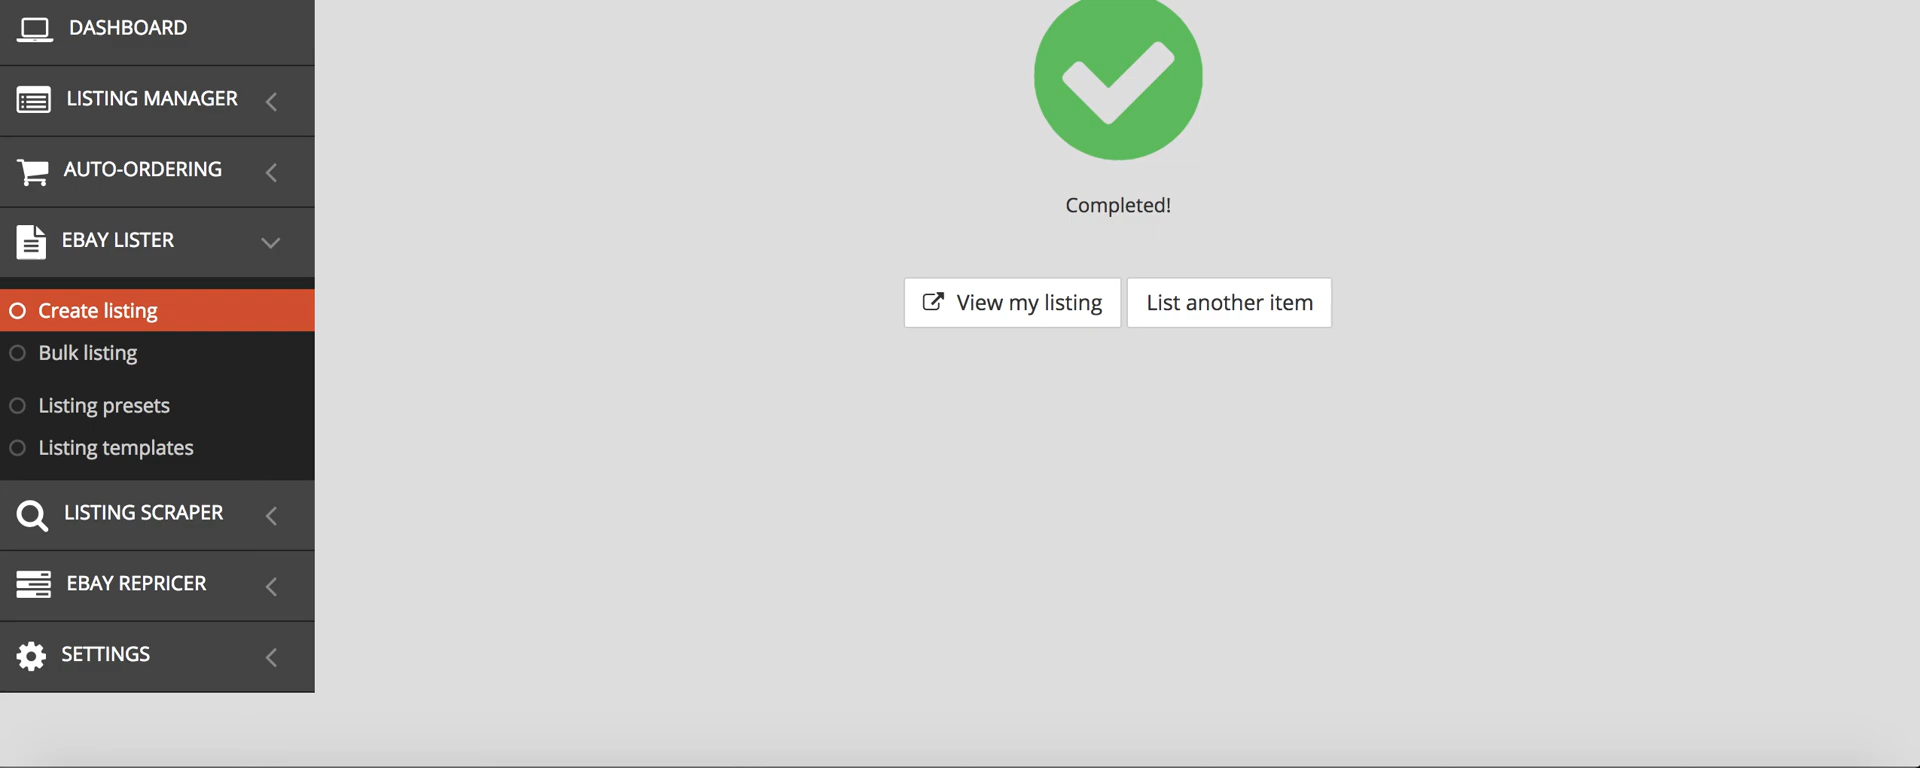 DASHBOARD
LISTING MANAGER
AUTO-ORDERING
EBAY LISTER
Create listing
Bulk listing
Listing presets
Listing templates
LISTING SCRAPER
EBAY REPRICER
SETTINGS
Completed!
View my listing
List another item